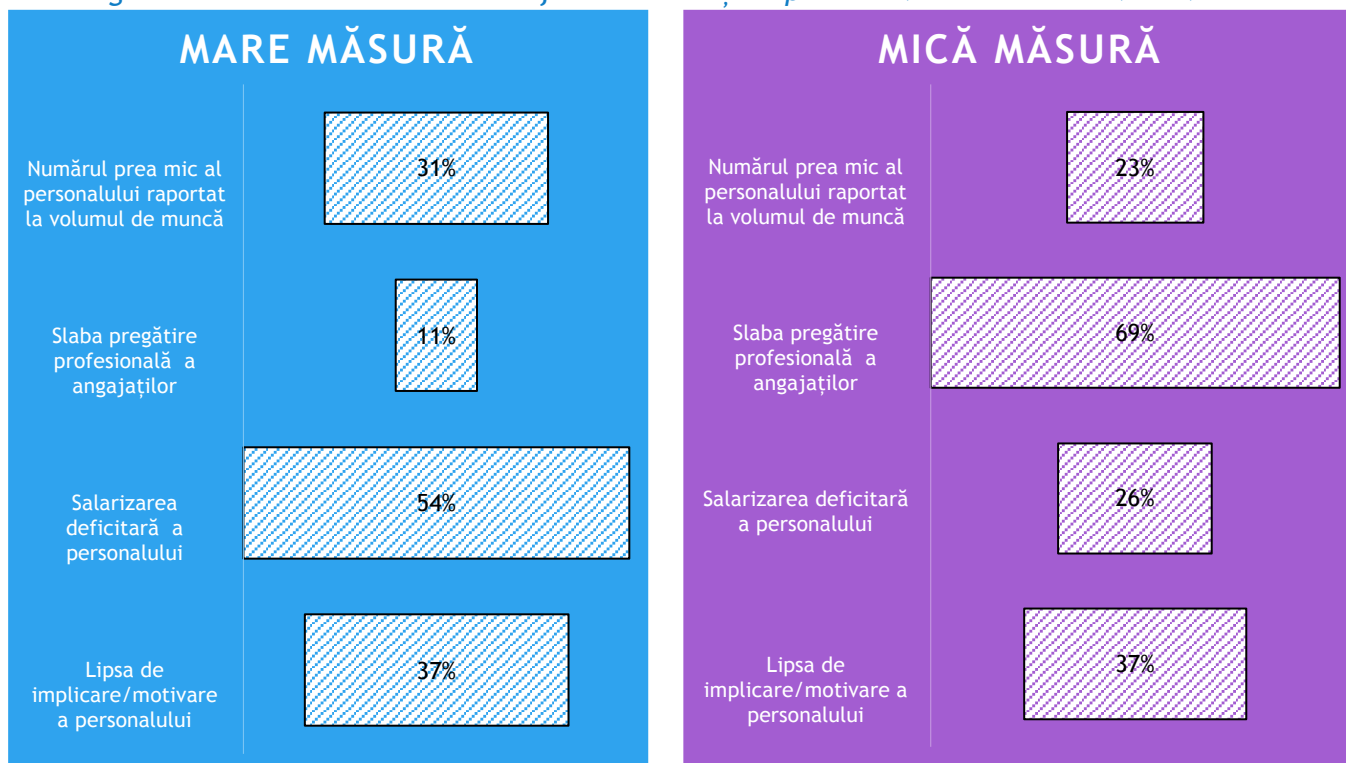 MARE MĂSURĂ
Numărul prea mic al
personalului raportat
la volumul de muncă
31%
Slaba pregătire
profesională a
angajaților
11%
Salarizarea
deficitară a
personalului
54%
Lipsa de
implicare/motivare
a personalului
37%
MICĂ MĂSURĂ
Numărul prea mic al
personalului raportat
la volumul de muncă
23%
Slaba pregătire
profesională a
angajaților
69%
Salarizarea deficitară
a personalului
26%
Lipsa de
implicare/motivare a
personalului
37%